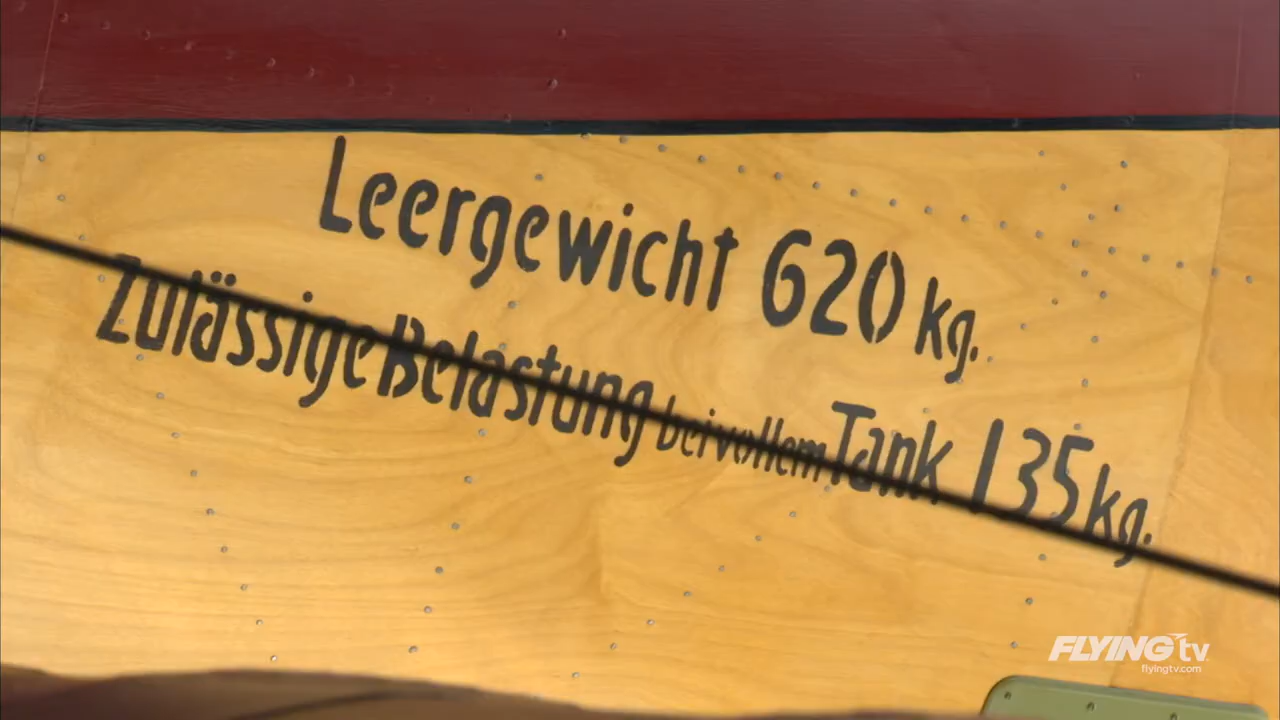 Leergewicht 620 kg.
Zulässige Belastung bei vollem Tank 135 kg.
FLYING tv
flyingtv.com